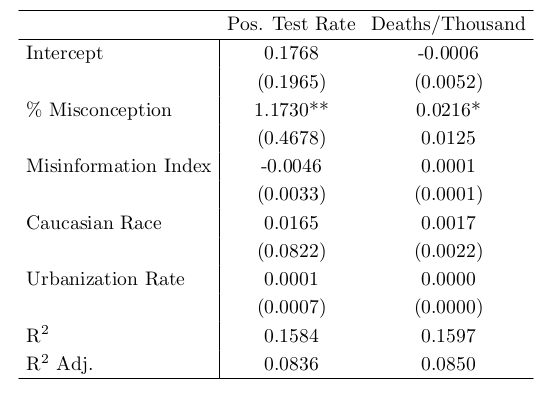 Pos. Test Rate Deaths/Thousand
Intercept 0.1768 -0.0006
(0.1965) (0.0052)
% Misconception 1.1730** 0.0216*
(0.4678) 0.0125
Misinformation Index -0.0046 0.0001
(0.0033) (0.0001)
Caucasian Race 0.0165 0.0017
(0.0822) (0.0022)
Urbanization Rate 0.0001 0.0000
(0.0007) (0.0000)
R² 0.1584 0.1597
R² Adj. 0.0836 0.0850